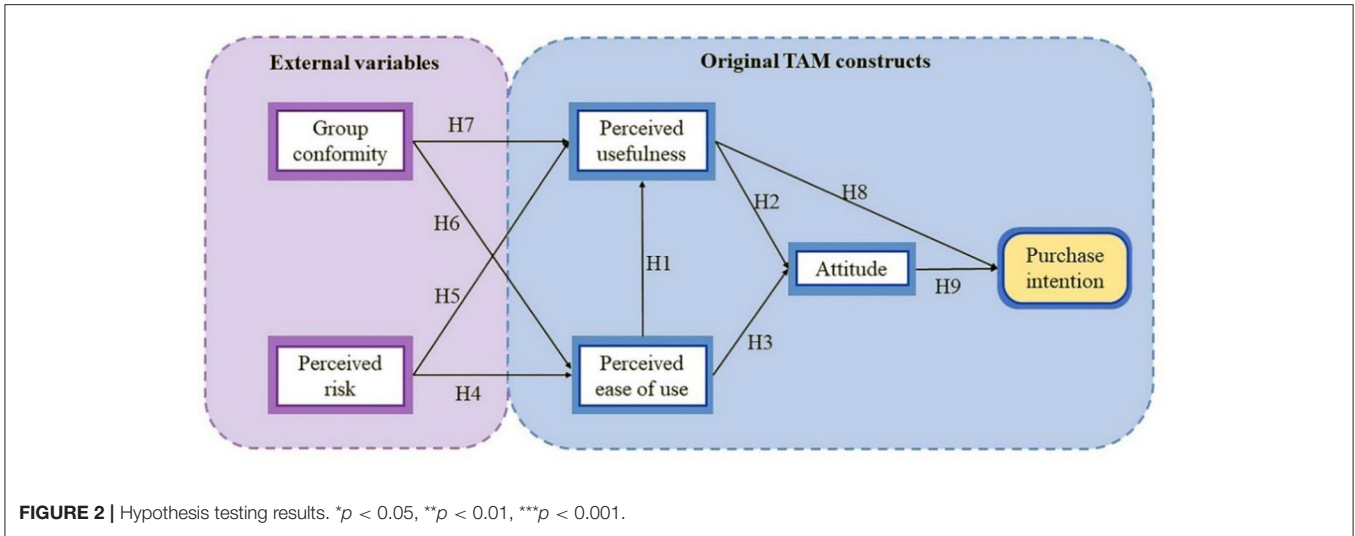 External variables
Original TAM constructs
Group
conformity
H7
Perceived
usefulness
H6
H2
H8
H1
Attitude
H9
Purchase
intention
H5
H3
Perceived
risk
H4
Perceived
ease of use
FIGURE 2 | Hypothesis testing results. *p < 0.05, **p < 0.01, ***p < 0.001.